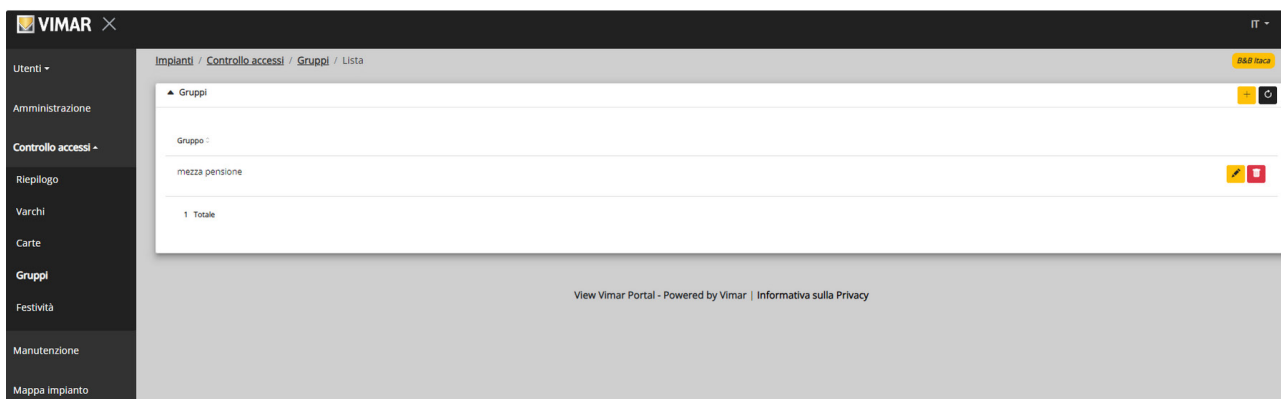 VIMAR
IT
Utenti
Amministrazione
Controllo accessi
Riepilogo
Varchi
Carte
Gruppi
Festività
Manutenzione
Mappa impianto
Impianti / Controllo accessi / Gruppi / Lista
B&B Itaca
Gruppi
Gruppo
mezza pensione
1 Totale
View Vimar Portal - Powered by Vimar | Informativa sulla Privacy